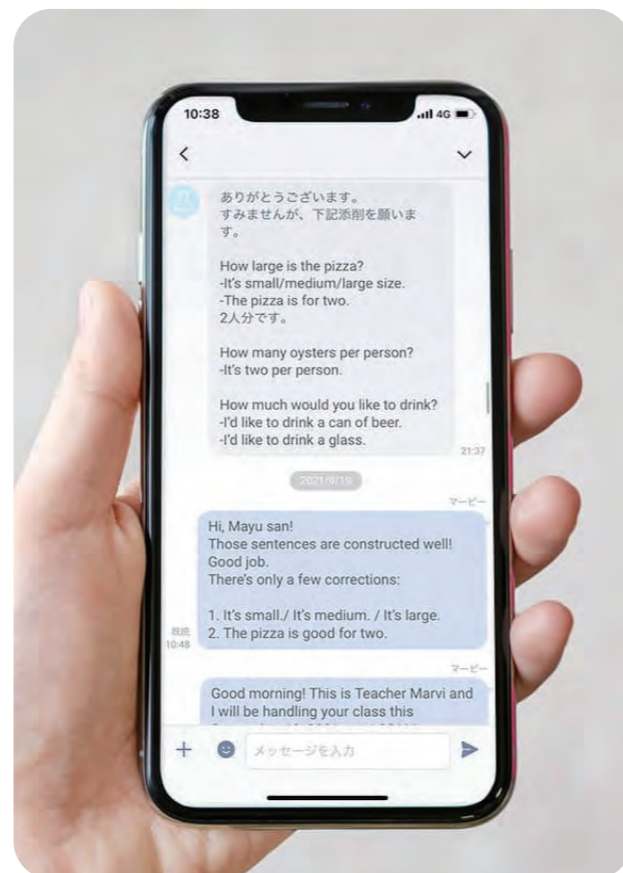 10:38
4G
ありがとうございます。
すみませんが、下記添削を願いま
す。
How large is the pizza?
-It's small/medium/large size.
-The pizza is for two.
2人分です。
How many oysters per person?
-It's two per person.
How much would you like to drink?
-I'd like to drink a can of beer.
-I'd like to drink a glass.
21:37
2021/9/19
マービー
Hi, Mayu san!
Those sentences are constructed well!
Good job.
There's only a few corrections:
1. It's small./ It's medium. / It's large.
2. The pizza is good for two.
既読
10:48
マービー
Good morning! This is Teacher Marvi and
I will be handling your class this
メッセージを入力